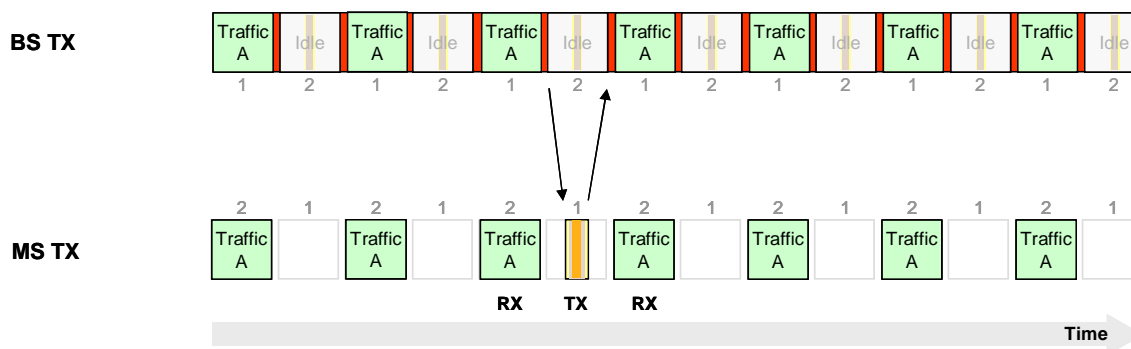 BS TX
Traffic A Idle Traffic A Idle Traffic A Idle Traffic A Idle Traffic A Idle Traffic A Idle Traffic A Idle
1 2 1 2 1 2 1 2 1 2 1 2 1 2
2 1 2 1 2 1 2 1 2 1 2 1 2 1
MS TX
Traffic A Traffic A Traffic A Traffic A Traffic A Traffic A Traffic A
RX TX RX
Time